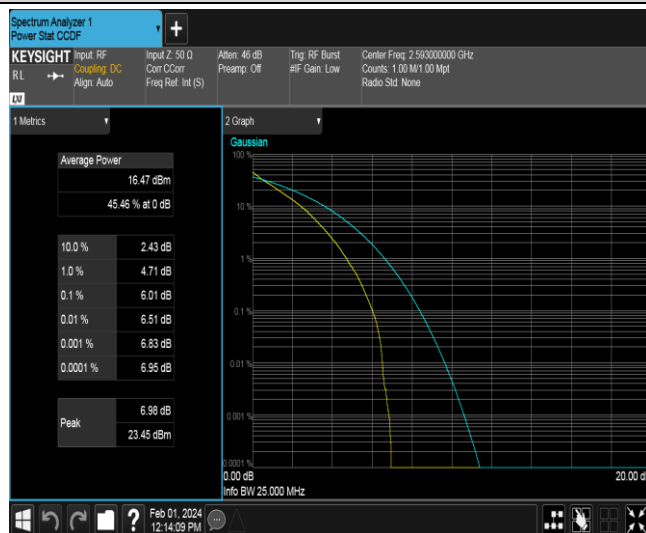 Spectrum Analyzer 1
Power Stat CCDF
+
KEYSIGHT
RL
LXI
Input: RF
Coupling: DC
Align: Auto
Input Z: 50 Ω
Corr CCorr
Freq Ref: Int (S)
Atten: 46 dB
Preamp: Off
Trig: RF Burst
#IF Gain: Low
Center Freq: 2.593000000 GHz
Counts: 1.00 M/1.00 Mpt
Radio Std: None
1 Metrics
Average Power
16.47 dBm
45.46 % at 0 dB
10.0 % 2.43 dB
1.0 % 4.71 dB
0.1 % 6.01 dB
0.01 % 6.51 dB
0.001 % 6.83 dB
0.0001 % 6.95 dB
Peak
6.98 dB
23.45 dBm
2 Graph
Gaussian
100 %
10 %
1 %
0.1 %
0.01 %
0.001 %
0.0001 %
0.00 dB
20.00 d
Info BW 25.000 MHz
?
Feb 01, 2024
12:14:09 PM